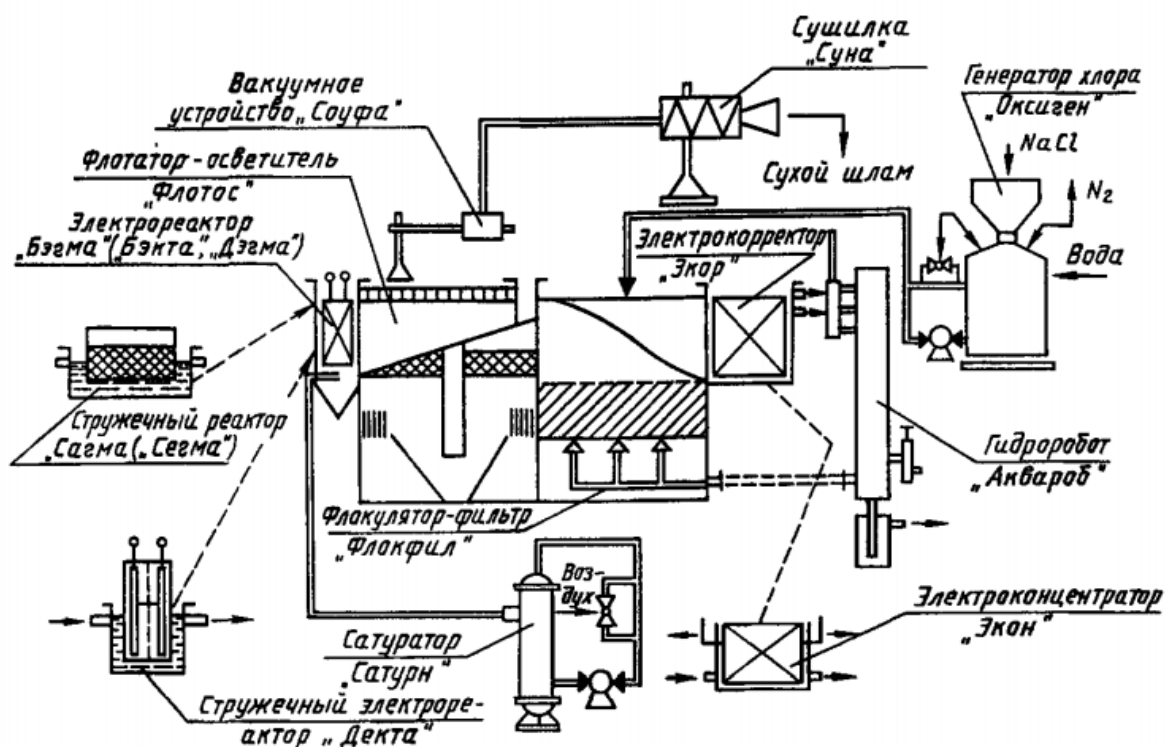 Сушилка
„Суна"
Вакуумное
устройство„Соуфа"
Генератор хлора
„Оксиген"
NaCl
N₂
Вода
Флотатор-осветитель
„Флотос"
Сухой шлам
Электрореактор
„Бэгма"(„Бэкта",„Дэгма")
Электрокорректор
„Экор"
Стружечный реактор
„Сагма(„Сегма")
Гидроробот
„Аквароб"
Флокулятор-фильтр
„Флокфил"
Воз-
дух
Электроконцентратор
„Экон"
Сатуратор
„Сатурн"
Стружечный электроре-
актор „Декта"